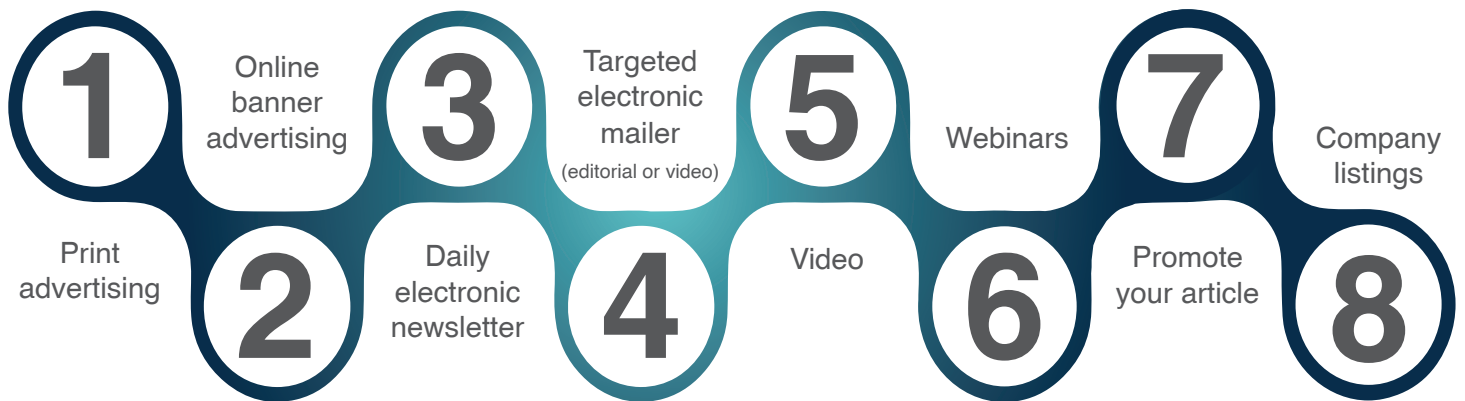 1
Print
advertising
2
Online
banner
advertising
3
Daily
electronic
newsletter
4
Targeted
electronic
mailer
(editorial or video)
5
Video
6
Webinars
7
Promote
your article
8
Company
listings